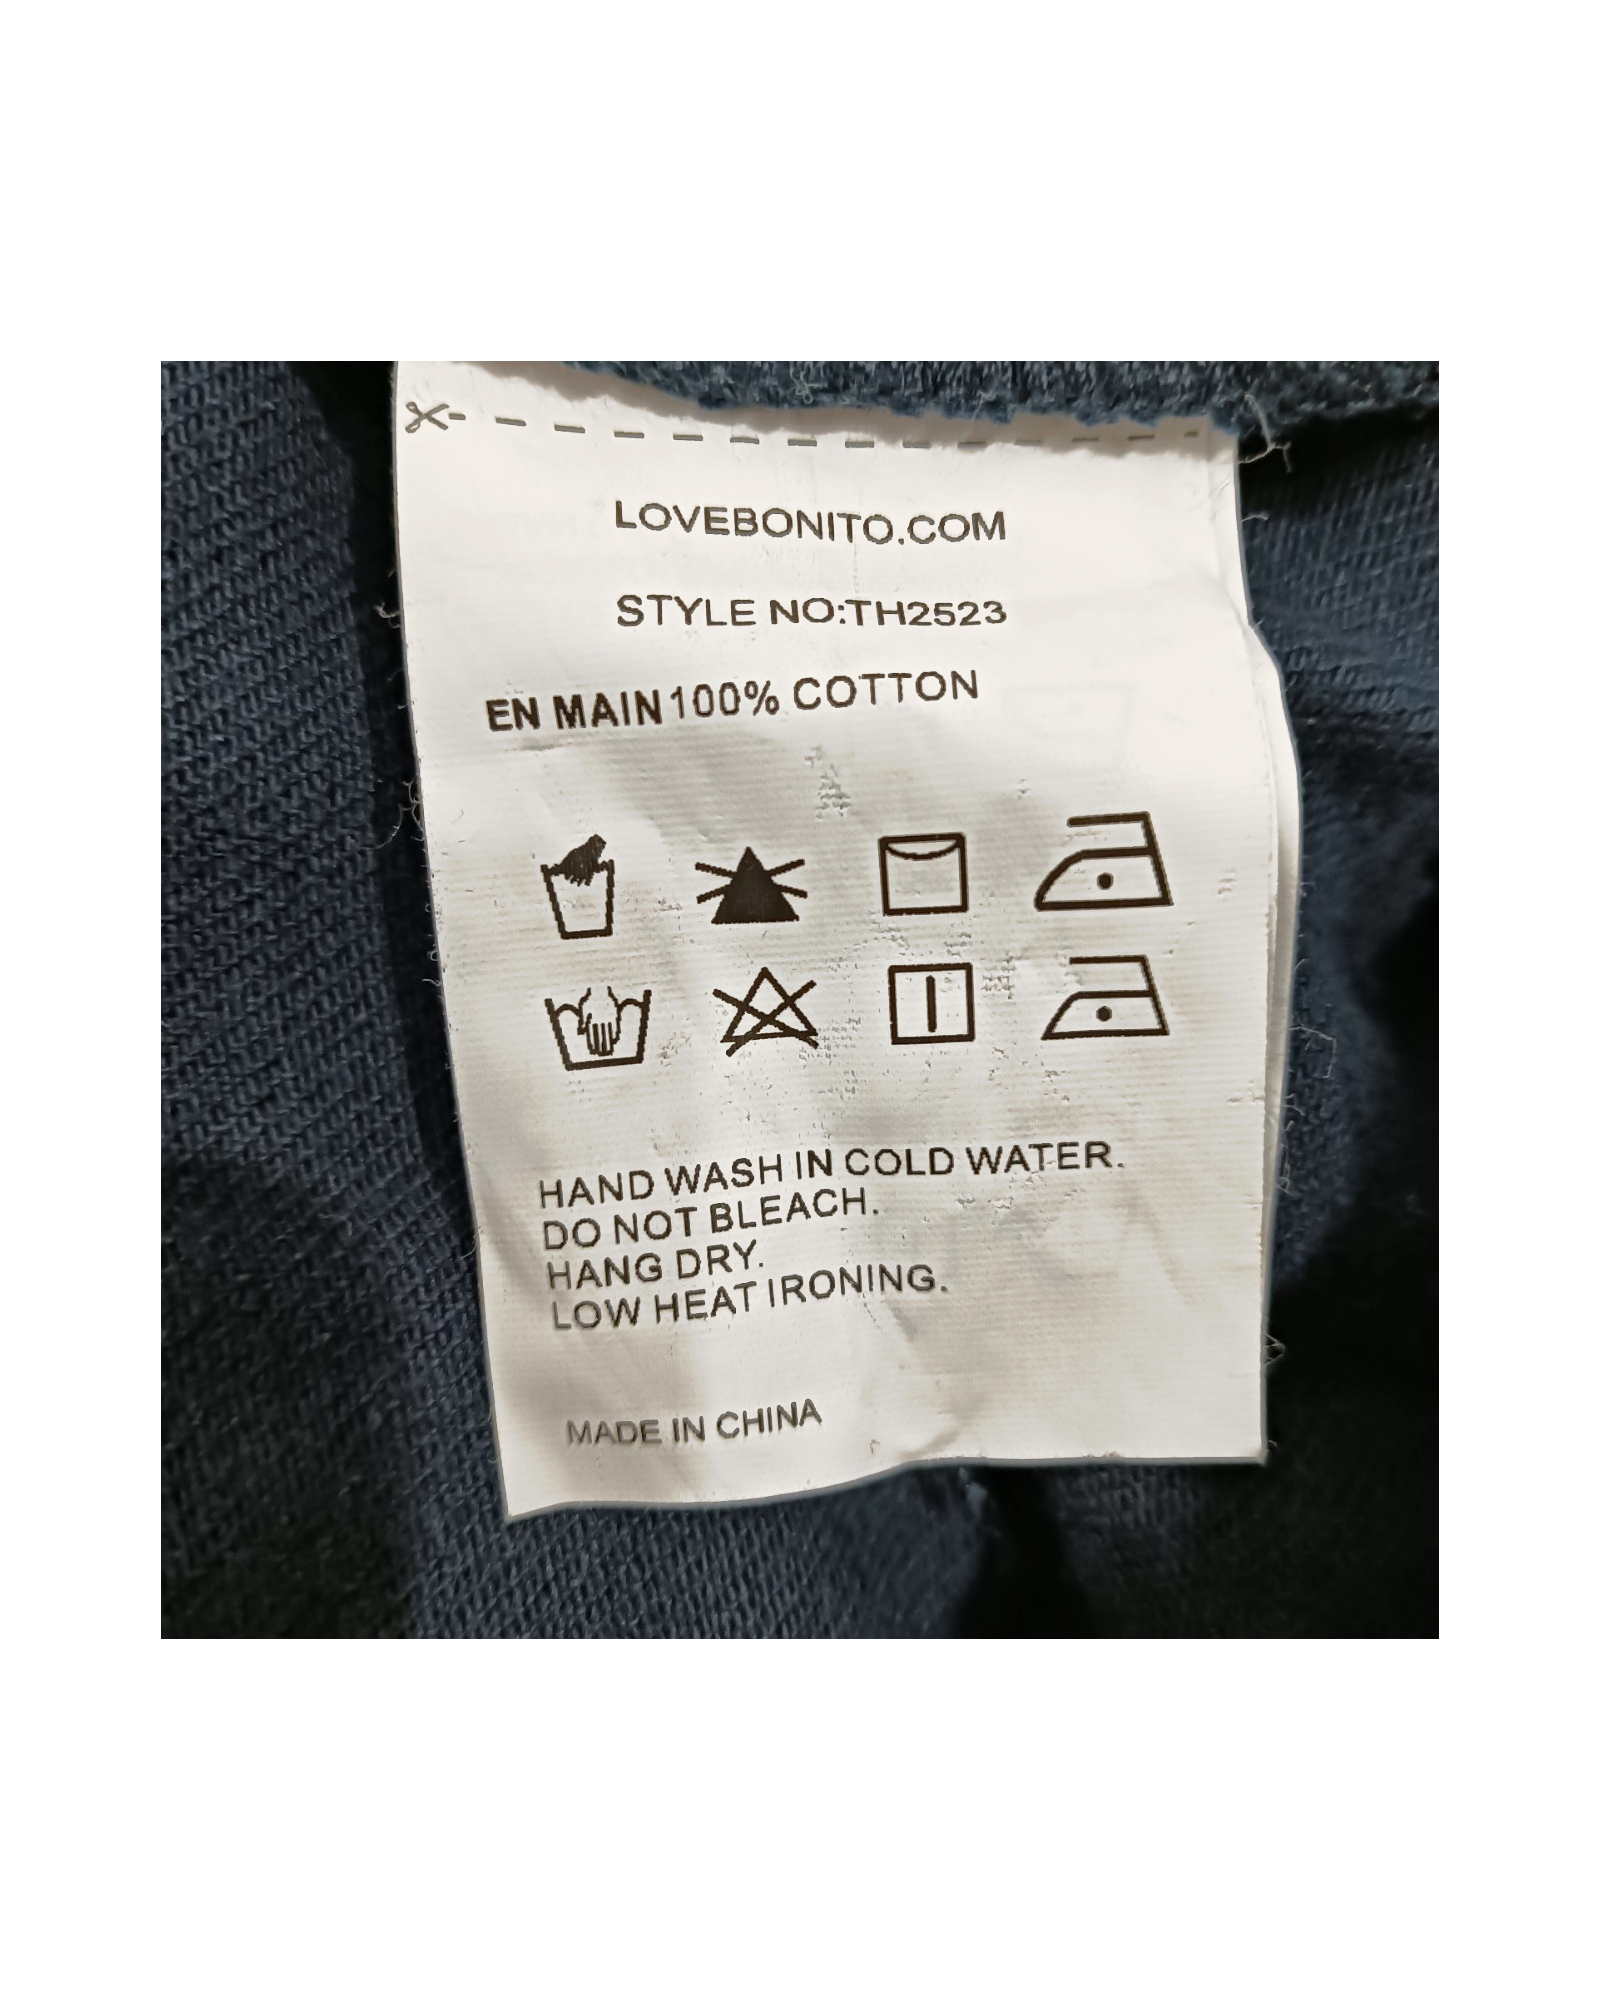 LOVEBONITO.COM
STYLE NO:TH2523
EN MAIN 100% COTTON
HAND WASH IN COLD WATER.
DO NOT BLEACH.
HANG DRY.
LOW HEAT IRONING.
MADE IN CHINA